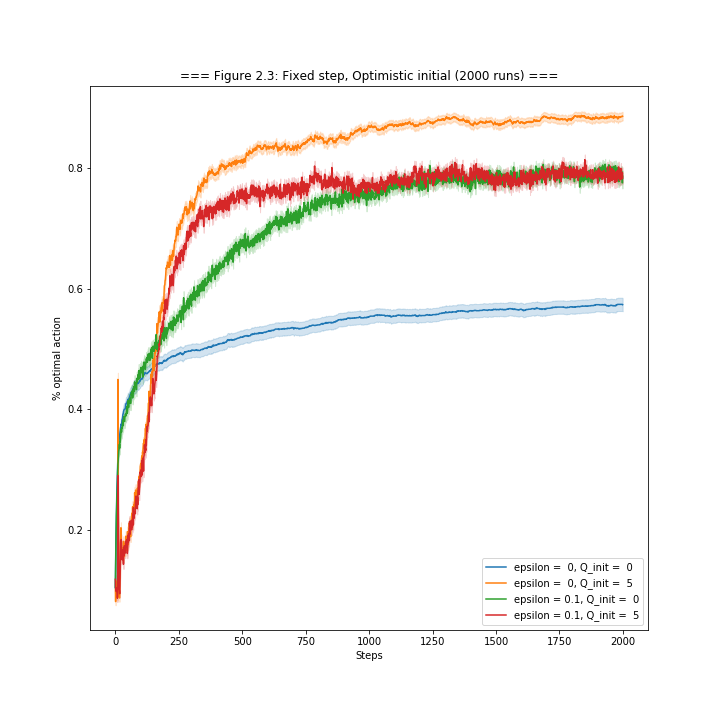 === Figure 2.3: Fixed step, Optimistic initial (2000 runs) ===
% optimal action
0.8
0.6
0.4
0.2
0 250 500 750 1000 1250 1500 1750 2000
Steps
epsilon =  0, Q_init =  0
epsilon =  0, Q_init =  5
epsilon = 0.1, Q_init =  0
epsilon = 0.1, Q_init =  5